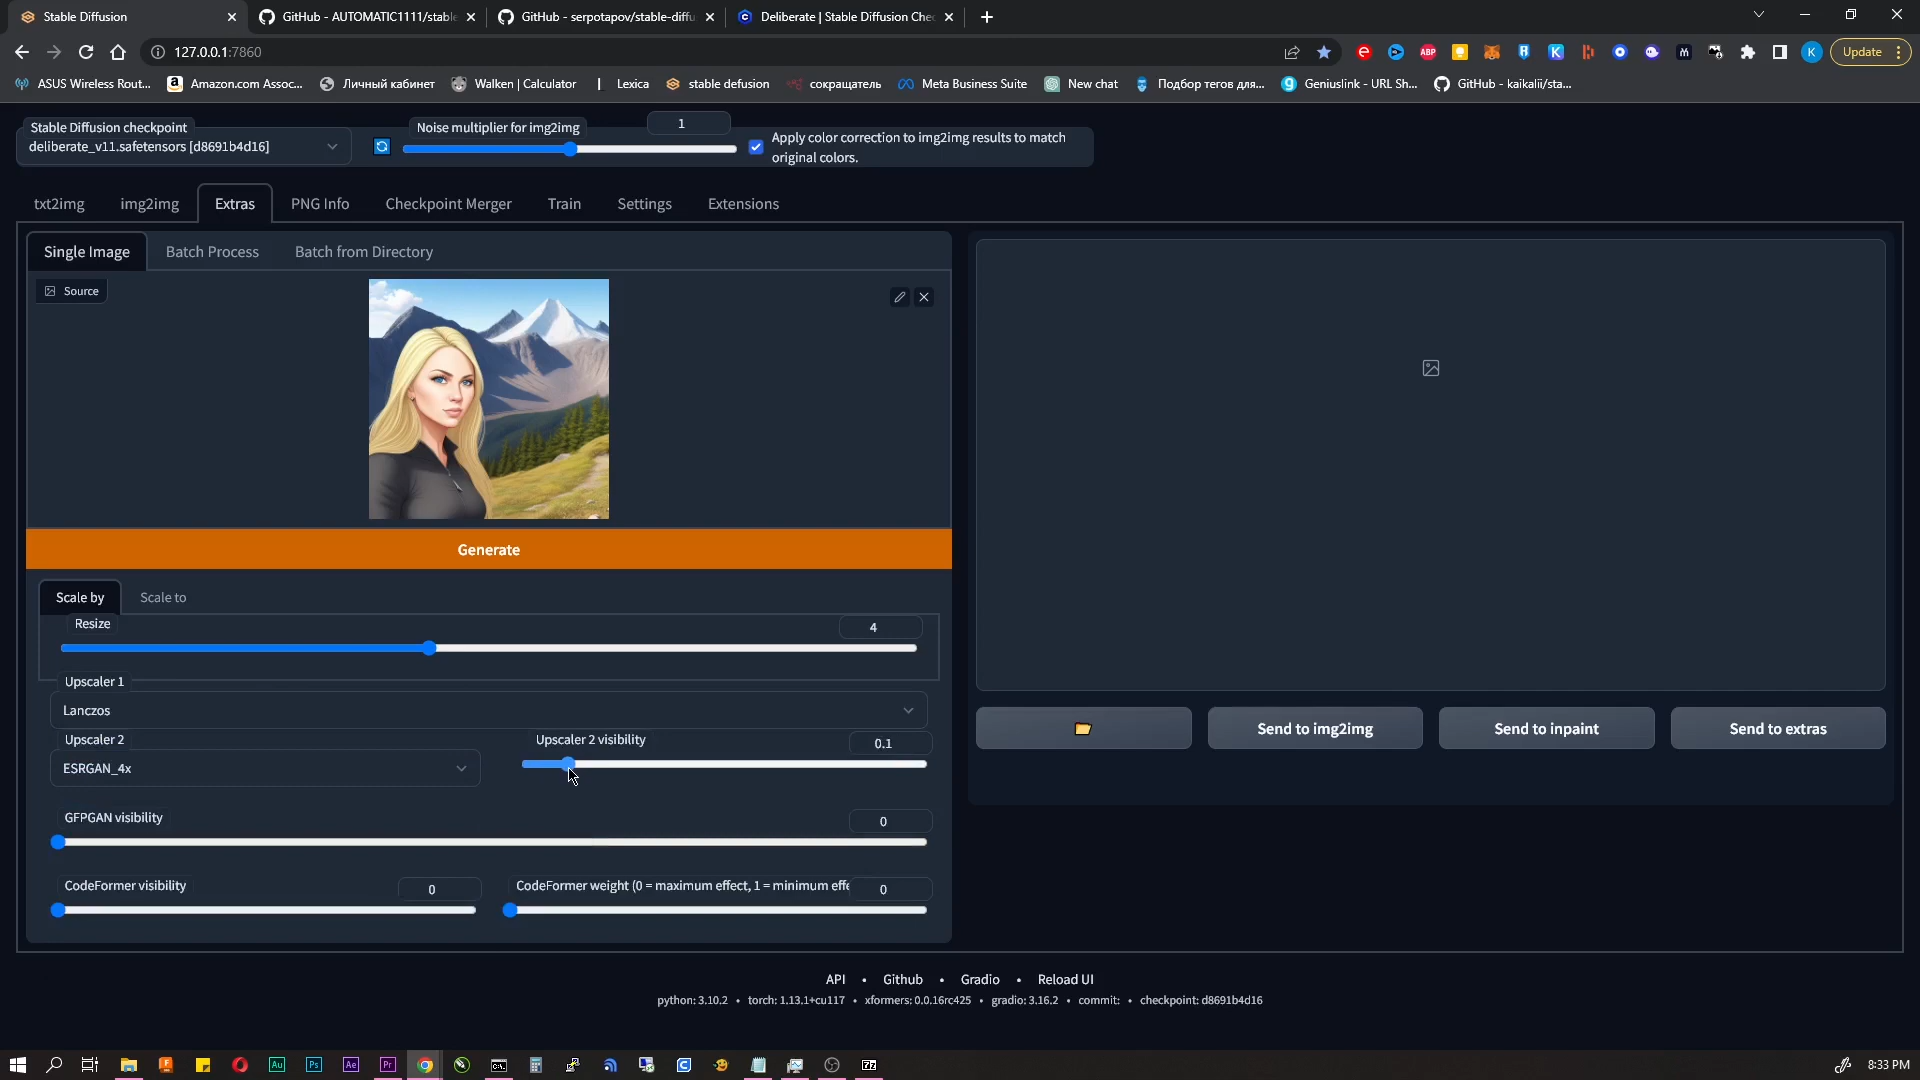 Stable Diffusion
GitHub - AUTOMATIC1111/stable
GitHub - serpotapov/stable-diffu
Deliberate | Stable Diffusion Chec
127.0.0.1:7860
ABP
K
Update
ASUS Wireless Rout...
Amazon.com Assoc...
Личный кабинет
Walken | Calculator
Lexica
stable defusion
сокращатель
Meta Business Suite
New chat
Подбор тегов для...
Geniuslink - URL Sh...
GitHub - kaikalii/sta...
Stable Diffusion checkpoint
deliberate_v11.safetensors [d8691b4d16]
Noise multiplier for img2img
1
Apply color correction to img2img results to match
original colors.
txt2img
img2img
Extras
PNG Info
Checkpoint Merger
Train
Settings
Extensions
Single Image
Batch Process
Batch from Directory
Source
Generate
Scale by
Scale to
Resize
4
Upscaler 1
Lanczos
Upscaler 2
ESRGAN_4x
Upscaler 2 visibility
0.1
GFPGAN visibility
0
CodeFormer visibility
0
CodeFormer weight (0 = maximum effect, 1 = minimum effe
0
Send to img2img
Send to inpaint
Send to extras
API • Github • Gradio • Reload UI
python: 3.10.2 • torch: 1.13.1+cu117 • xformers: 0.0.16rc425 • gradio: 3.16.2 • commit: • checkpoint: d8691b4d16
Au
Ps
Ae
Pr
8:33 PM